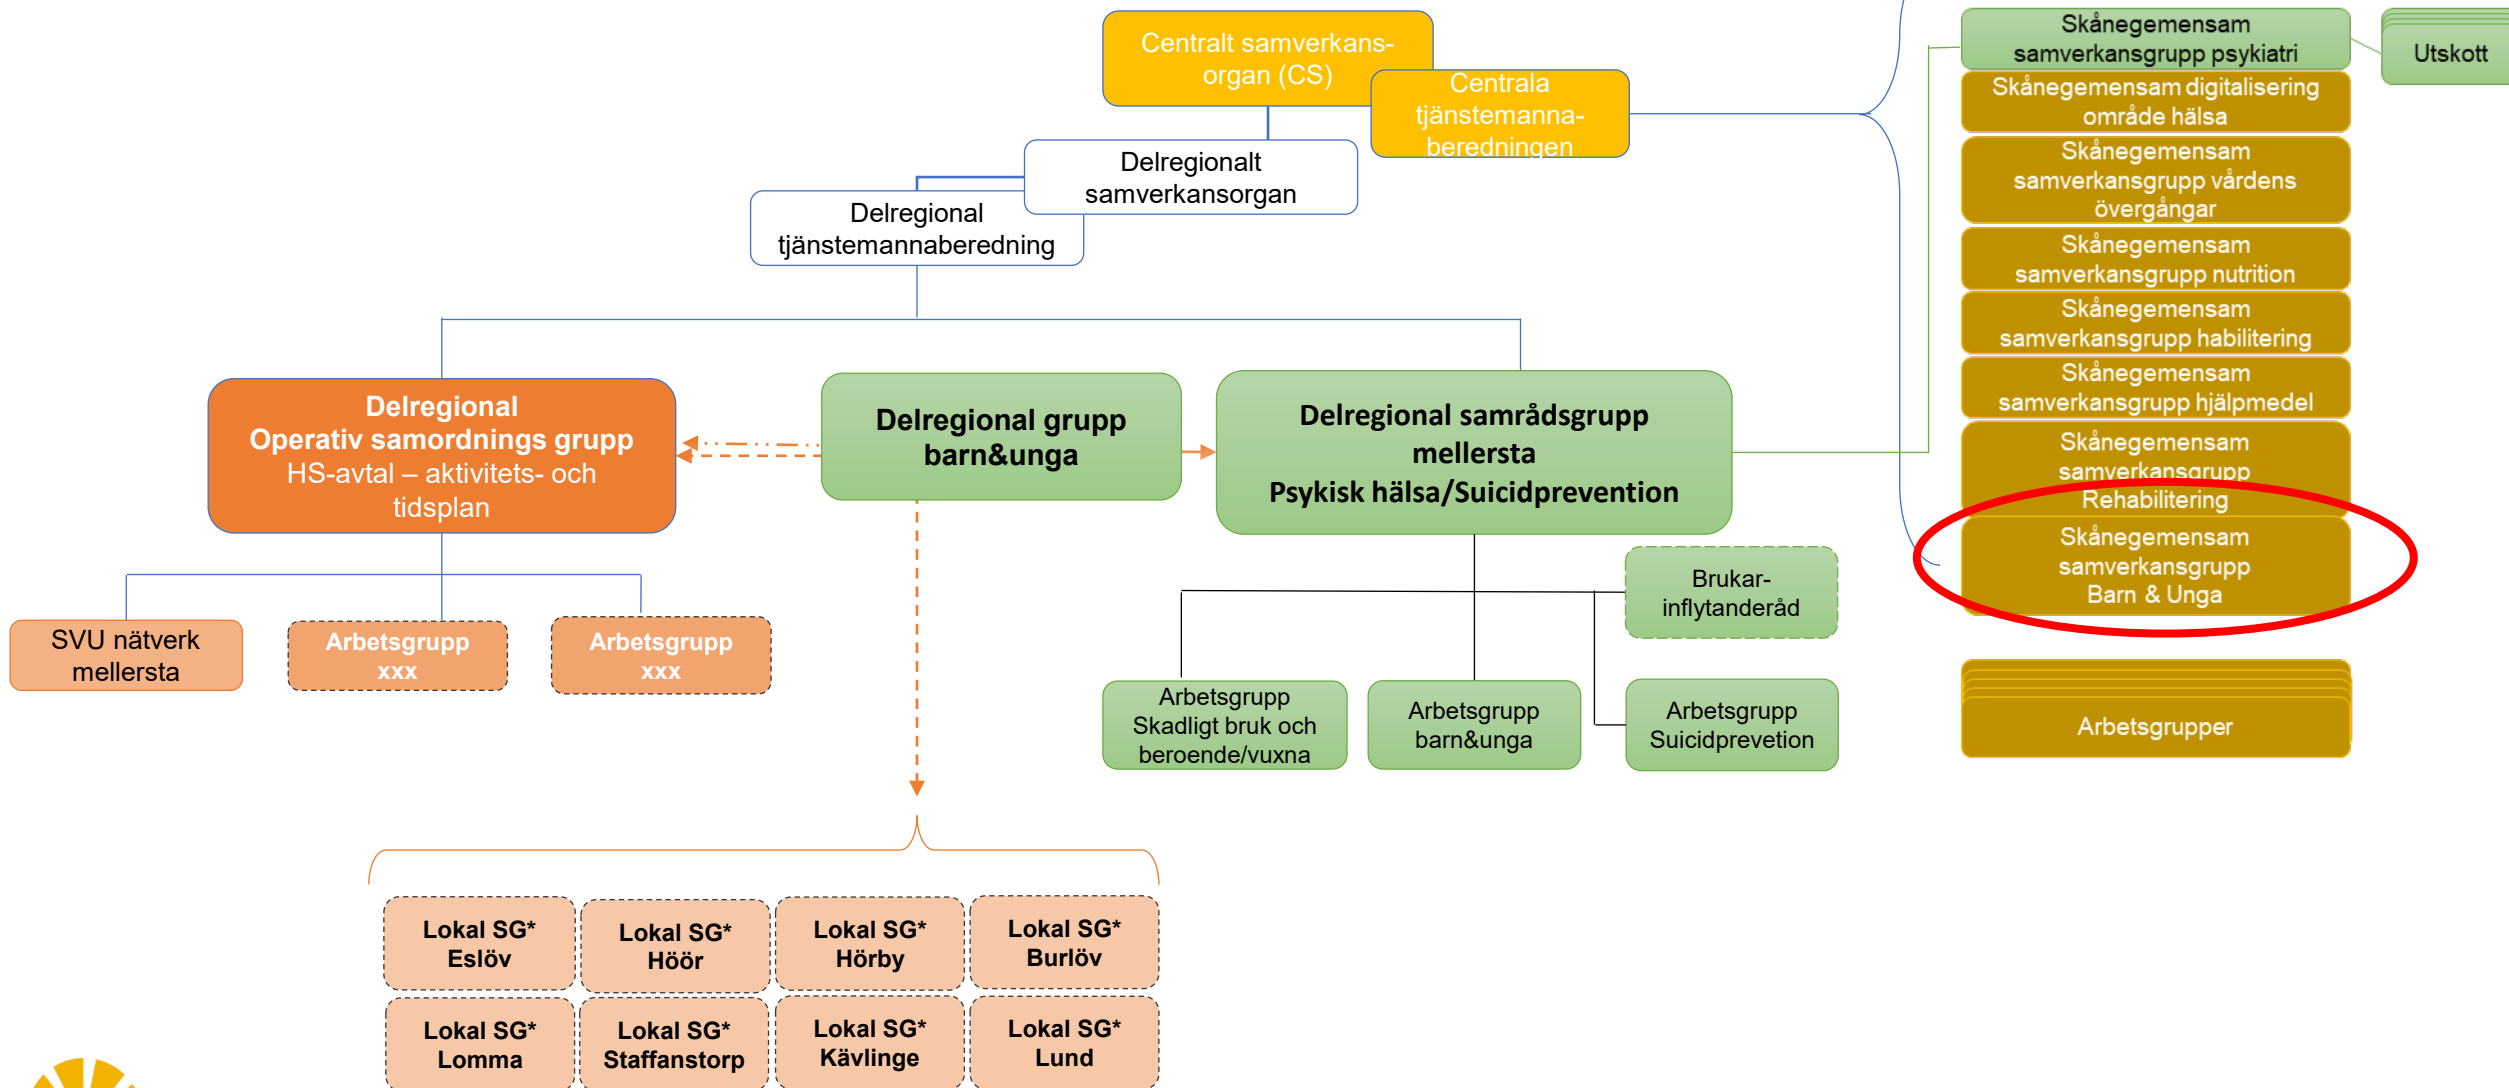 Centralt samverkans-
organ (CS)
Centrala
tjänstemanna-
beredningen
Delregionalt
samverkansorgan
Delregional
tjänstemannaberedning
Skånegemensam
samverkansgrupp psykiatri
Utskott
Skånegemensam digitalisering
område hälsa
Skånegemensam
samverkansgrupp vårdens
övergångar
Skånegemensam
samverkansgrupp nutrition
Skånegemensam
samverkansgrupp habilitering
Skånegemensam
samverkansgrupp hjälpmedel
Skånegemensam
samverkansgrupp
Rehabilitering
Skånegemensam
samverkansgrupp
Barn & Unga
Arbetsgrupper
Delregional
Operativ samordnings grupp
HS-avtal – aktivitets- och
tidsplan
Delregional grupp
barn&unga
Delregional samrådsgrupp
mellersta
Psykisk hälsa/Suicidprevention
SVU nätverk
mellersta
Arbetsgrupp
xxx
Arbetsgrupp
xxx
Brukar-
inflytanderåd
Arbetsgrupp
Skadligt bruk och
beroende/vuxna
Arbetsgrupp
barn&unga
Arbetsgrupp
Suicidprevetion
Lokal SG*
Eslöv
Lokal SG*
Höör
Lokal SG*
Hörby
Lokal SG*
Burlöv
Lokal SG*
Lomma
Lokal SG*
Staffanstorp
Lokal SG*
Kävlinge
Lokal SG*
Lund